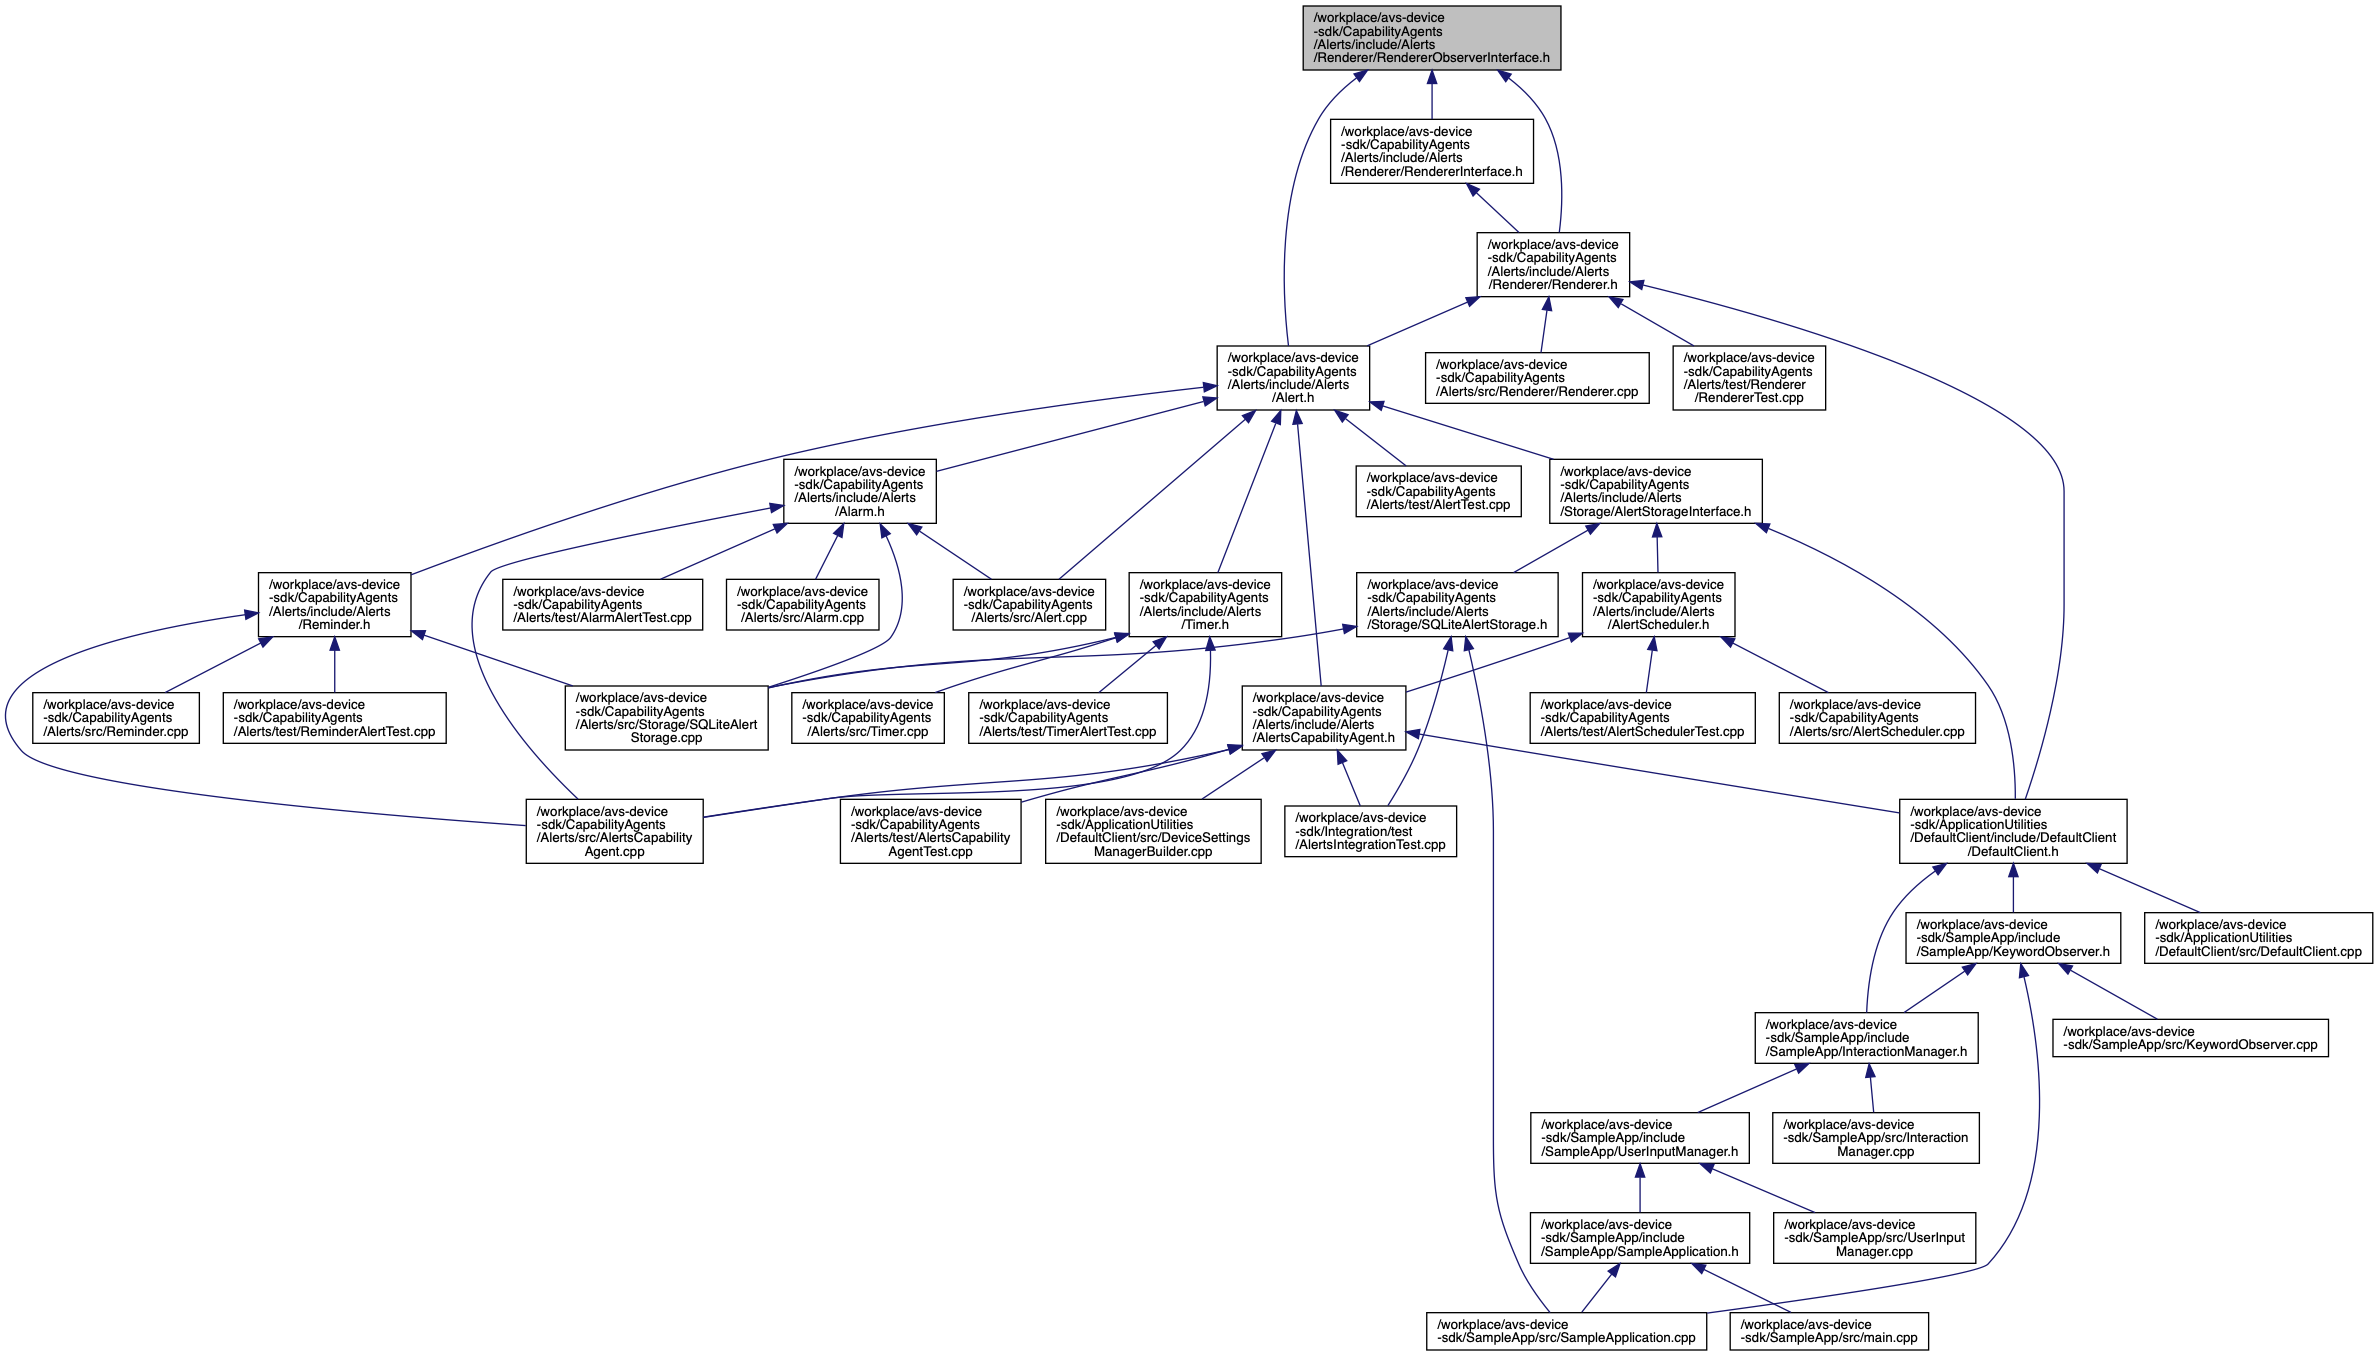 /workplace/avs-device
-sdk/CapabilityAgents
/Alerts/include/Alerts
/Renderer/RendererObserverInterface.h
/workplace/avs-device
-sdk/CapabilityAgents
/Alerts/include/Alerts
/Renderer/RendererInterface.h
/workplace/avs-device
-sdk/CapabilityAgents
/Alerts/include/Alerts
/Renderer/Renderer.h
/workplace/avs-device
-sdk/CapabilityAgents
/Alerts/include/Alerts
/Alert.h
/workplace/avs-device
-sdk/CapabilityAgents
/Alerts/src/Renderer/Renderer.cpp
/workplace/avs-device
-sdk/CapabilityAgents
/Alerts/test/Renderer
/RendererTest.cpp
/workplace/avs-device
-sdk/CapabilityAgents
/Alerts/include/Alerts
/Alarm.h
/workplace/avs-device
-sdk/CapabilityAgents
/Alerts/test/AlertTest.cpp
/workplace/avs-device
-sdk/CapabilityAgents
/Alerts/include/Alerts
/Storage/AlertStorageInterface.h
/workplace/avs-device
-sdk/CapabilityAgents
/Alerts/include/Alerts
/Reminder.h
/workplace/avs-device
-sdk/CapabilityAgents
/Alerts/test/AlarmAlertTest.cpp
/workplace/avs-device
-sdk/CapabilityAgents
/Alerts/src/Alarm.cpp
/workplace/avs-device
-sdk/CapabilityAgents
/Alerts/src/Alert.cpp
/workplace/avs-device
-sdk/CapabilityAgents
/Alerts/include/Alerts
/Timer.h
/workplace/avs-device
-sdk/CapabilityAgents
/Alerts/include/Alerts
/Storage/SQLiteAlertStorage.h
/workplace/avs-device
-sdk/CapabilityAgents
/Alerts/include/Alerts
/AlertScheduler.h
/workplace/avs-device
-sdk/CapabilityAgents
/Alerts/src/Reminder.cpp
/workplace/avs-device
-sdk/CapabilityAgents
/Alerts/test/ReminderAlertTest.cpp
/workplace/avs-device
-sdk/CapabilityAgents
/Alerts/src/Storage/SQLiteAlert
Storage.cpp
/workplace/avs-device
-sdk/CapabilityAgents
/Alerts/src/Timer.cpp
/workplace/avs-device
-sdk/CapabilityAgents
/Alerts/test/TimerAlertTest.cpp
/workplace/avs-device
-sdk/CapabilityAgents
/Alerts/include/Alerts
/AlertsCapabilityAgent.h
/workplace/avs-device
-sdk/CapabilityAgents
/Alerts/test/AlertSchedulerTest.cpp
/workplace/avs-device
-sdk/CapabilityAgents
/Alerts/src/AlertScheduler.cpp
/workplace/avs-device
-sdk/CapabilityAgents
/Alerts/src/AlertsCapability
Agent.cpp
/workplace/avs-device
-sdk/CapabilityAgents
/Alerts/test/AlertsCapability
AgentTest.cpp
/workplace/avs-device
-sdk/ApplicationUtilities
/DefaultClient/src/DeviceSettings
ManagerBuilder.cpp
/workplace/avs-device
-sdk/Integration/test
/AlertsIntegrationTest.cpp
/workplace/avs-device
-sdk/ApplicationUtilities
/DefaultClient/include/DefaultClient
/DefaultClient.h
/workplace/avs-device
-sdk/SampleApp/include
/SampleApp/KeywordObserver.h
/workplace/avs-device
-sdk/ApplicationUtilities
/DefaultClient/src/DefaultClient.cpp
/workplace/avs-device
-sdk/SampleApp/include
/SampleApp/InteractionManager.h
/workplace/avs-device
-sdk/SampleApp/src/KeywordObserver.cpp
/workplace/avs-device
-sdk/SampleApp/include
/SampleApp/UserInputManager.h
/workplace/avs-device
-sdk/SampleApp/src/Interaction
Manager.cpp
/workplace/avs-device
-sdk/SampleApp/include
/SampleApp/SampleApplication.h
/workplace/avs-device
-sdk/SampleApp/src/UserInput
Manager.cpp
/workplace/avs-device
-sdk/SampleApp/src/SampleApplication.cpp
/workplace/avs-device
-sdk/SampleApp/src/main.cpp